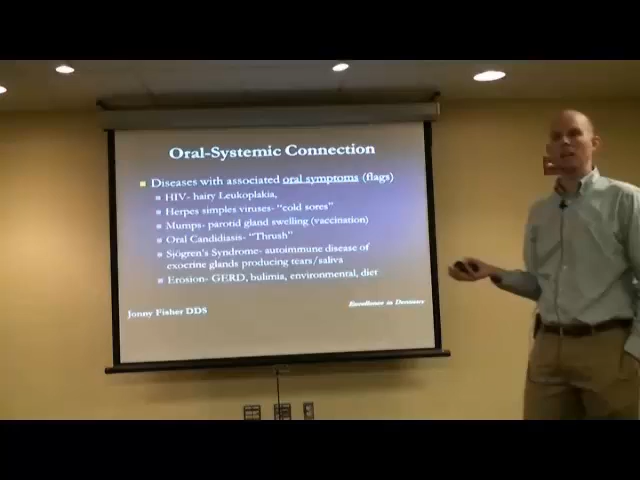 Oral-Systemic Connection
Diseases with associated oral symptoms (flags)
HIV- hairy Leukoplakia,
Herpes simplex viruses- “cold sores”
Mumps- parotid gland swelling (vaccination)
Oral Candidiasis- “Thrush”
Sjögren's Syndrome- autoimmune disease of
exocrine glands producing tears/saliva
Erosion- GERD, bulimia, environmental, diet
Excellence in Dentistry
Jonny Fisher DDS